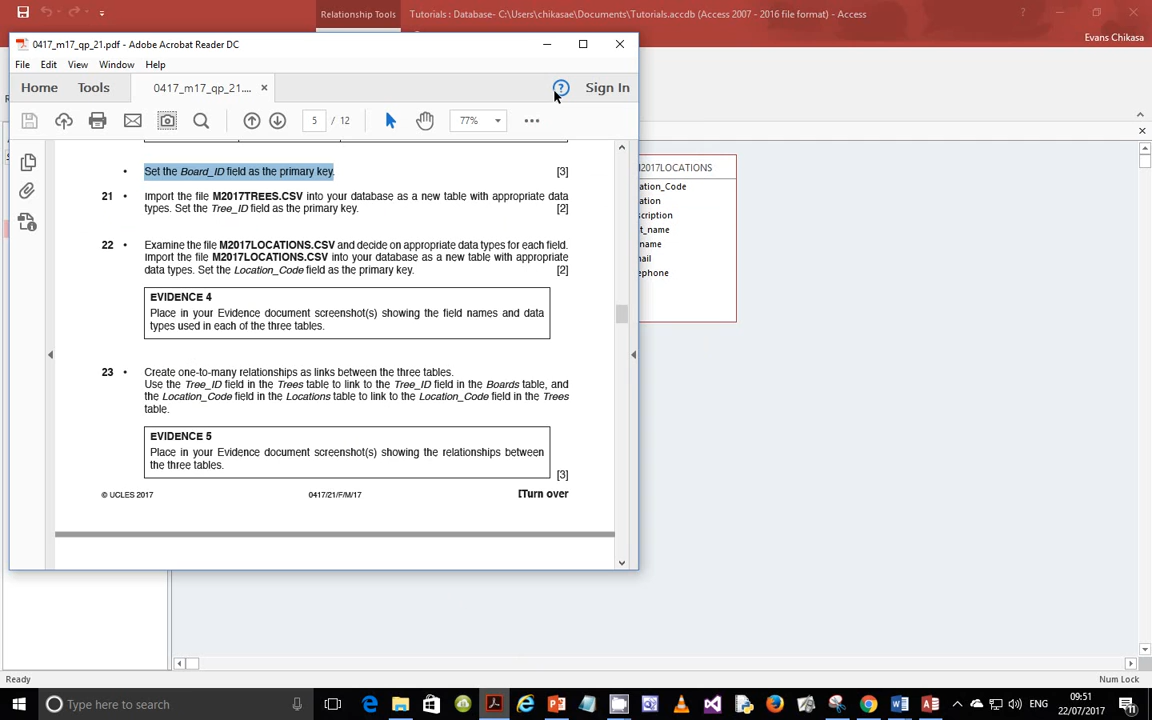 Relationship Tools
Tutorials : Database- C:\Users\chikasae\Documents\Tutorials.accdb (Access 2007 - 2016 file format) - Access
?
Evans Chikasa
0417_m17_qp_21.pdf - Adobe Acrobat Reader DC
File Edit View Window Help
Home Tools 0417_m17_qp_21.... × ? Sign In
5 / 12 77%
• Set the Board_ID field as the primary key. [3]
21 • Import the file M2017TREES.CSV into your database as a new table with appropriate data
types. Set the Tree_ID field as the primary key. [2]
22 • Examine the file M2017LOCATIONS.CSV and decide on appropriate data types for each field.
Import the file M2017LOCATIONS.CSV into your database as a new table with appropriate
data types. Set the Location_Code field as the primary key. [2]
EVIDENCE 4
Place in your Evidence document screenshot(s) showing the field names and data
types used in each of the three tables.
23 • Create one-to-many relationships as links between the three tables.
Use the Tree_ID field in the Trees table to link to the Tree_ID field in the Boards table, and
the Location_Code field in the Locations table to link to the Location_Code field in the Trees
table.
EVIDENCE 5
Place in your Evidence document screenshot(s) showing the relationships between
the three tables.
[3]
© UCLES 2017 0417/21/F/M/17 [Turn over
2017LOCATIONS
ation_Code
ation
scription
t_name
name
ail
ephone
Ready
Num Lock
Type here to search
ENG
09:51
22/07/2017